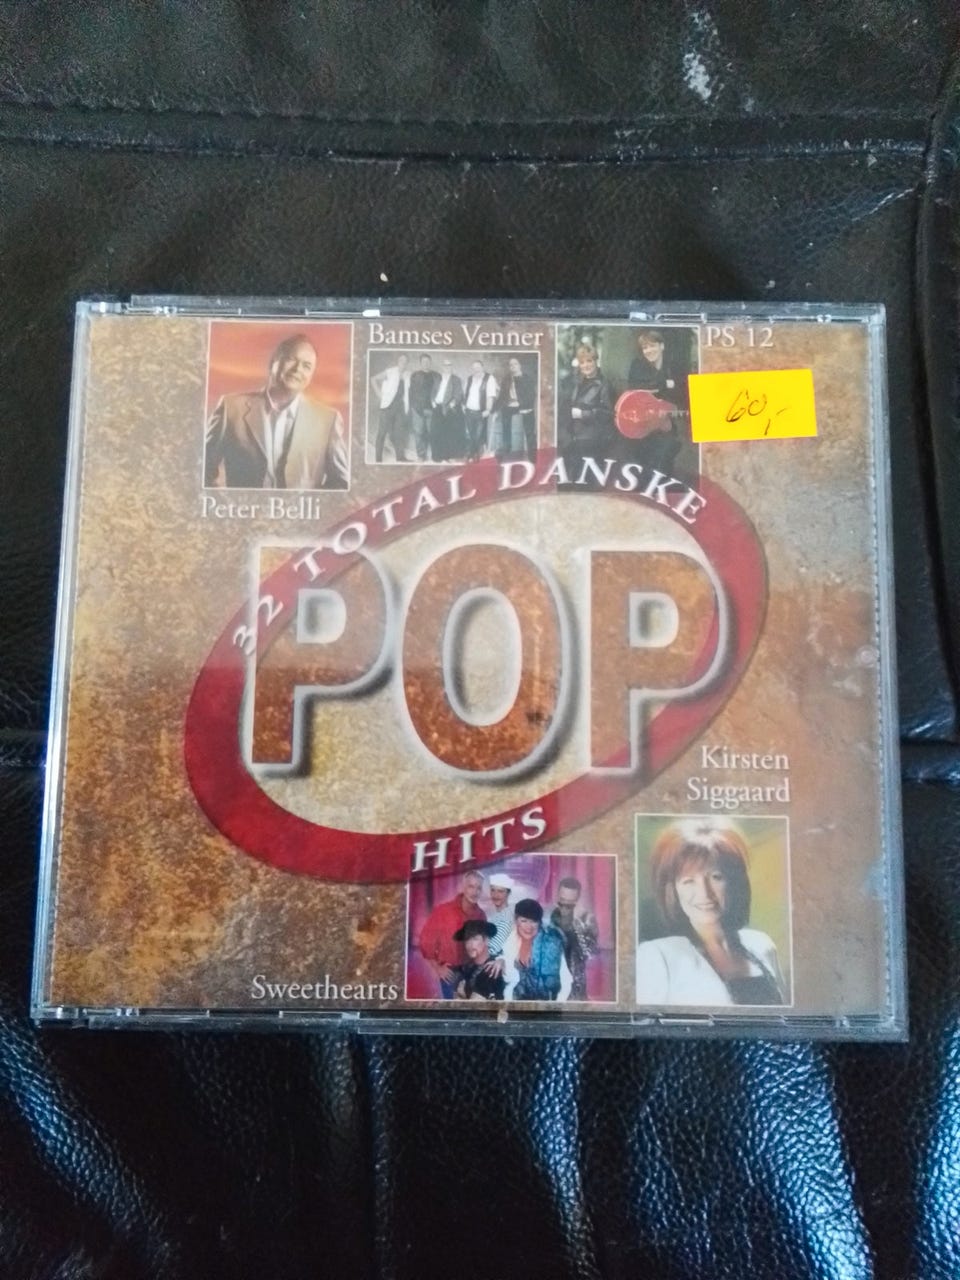 Bamses Venner
PS 12
60,-
Peter Belli
32 TOTAL DANSKE
POP
HITS
Kirsten
Siggaard
Sweethearts